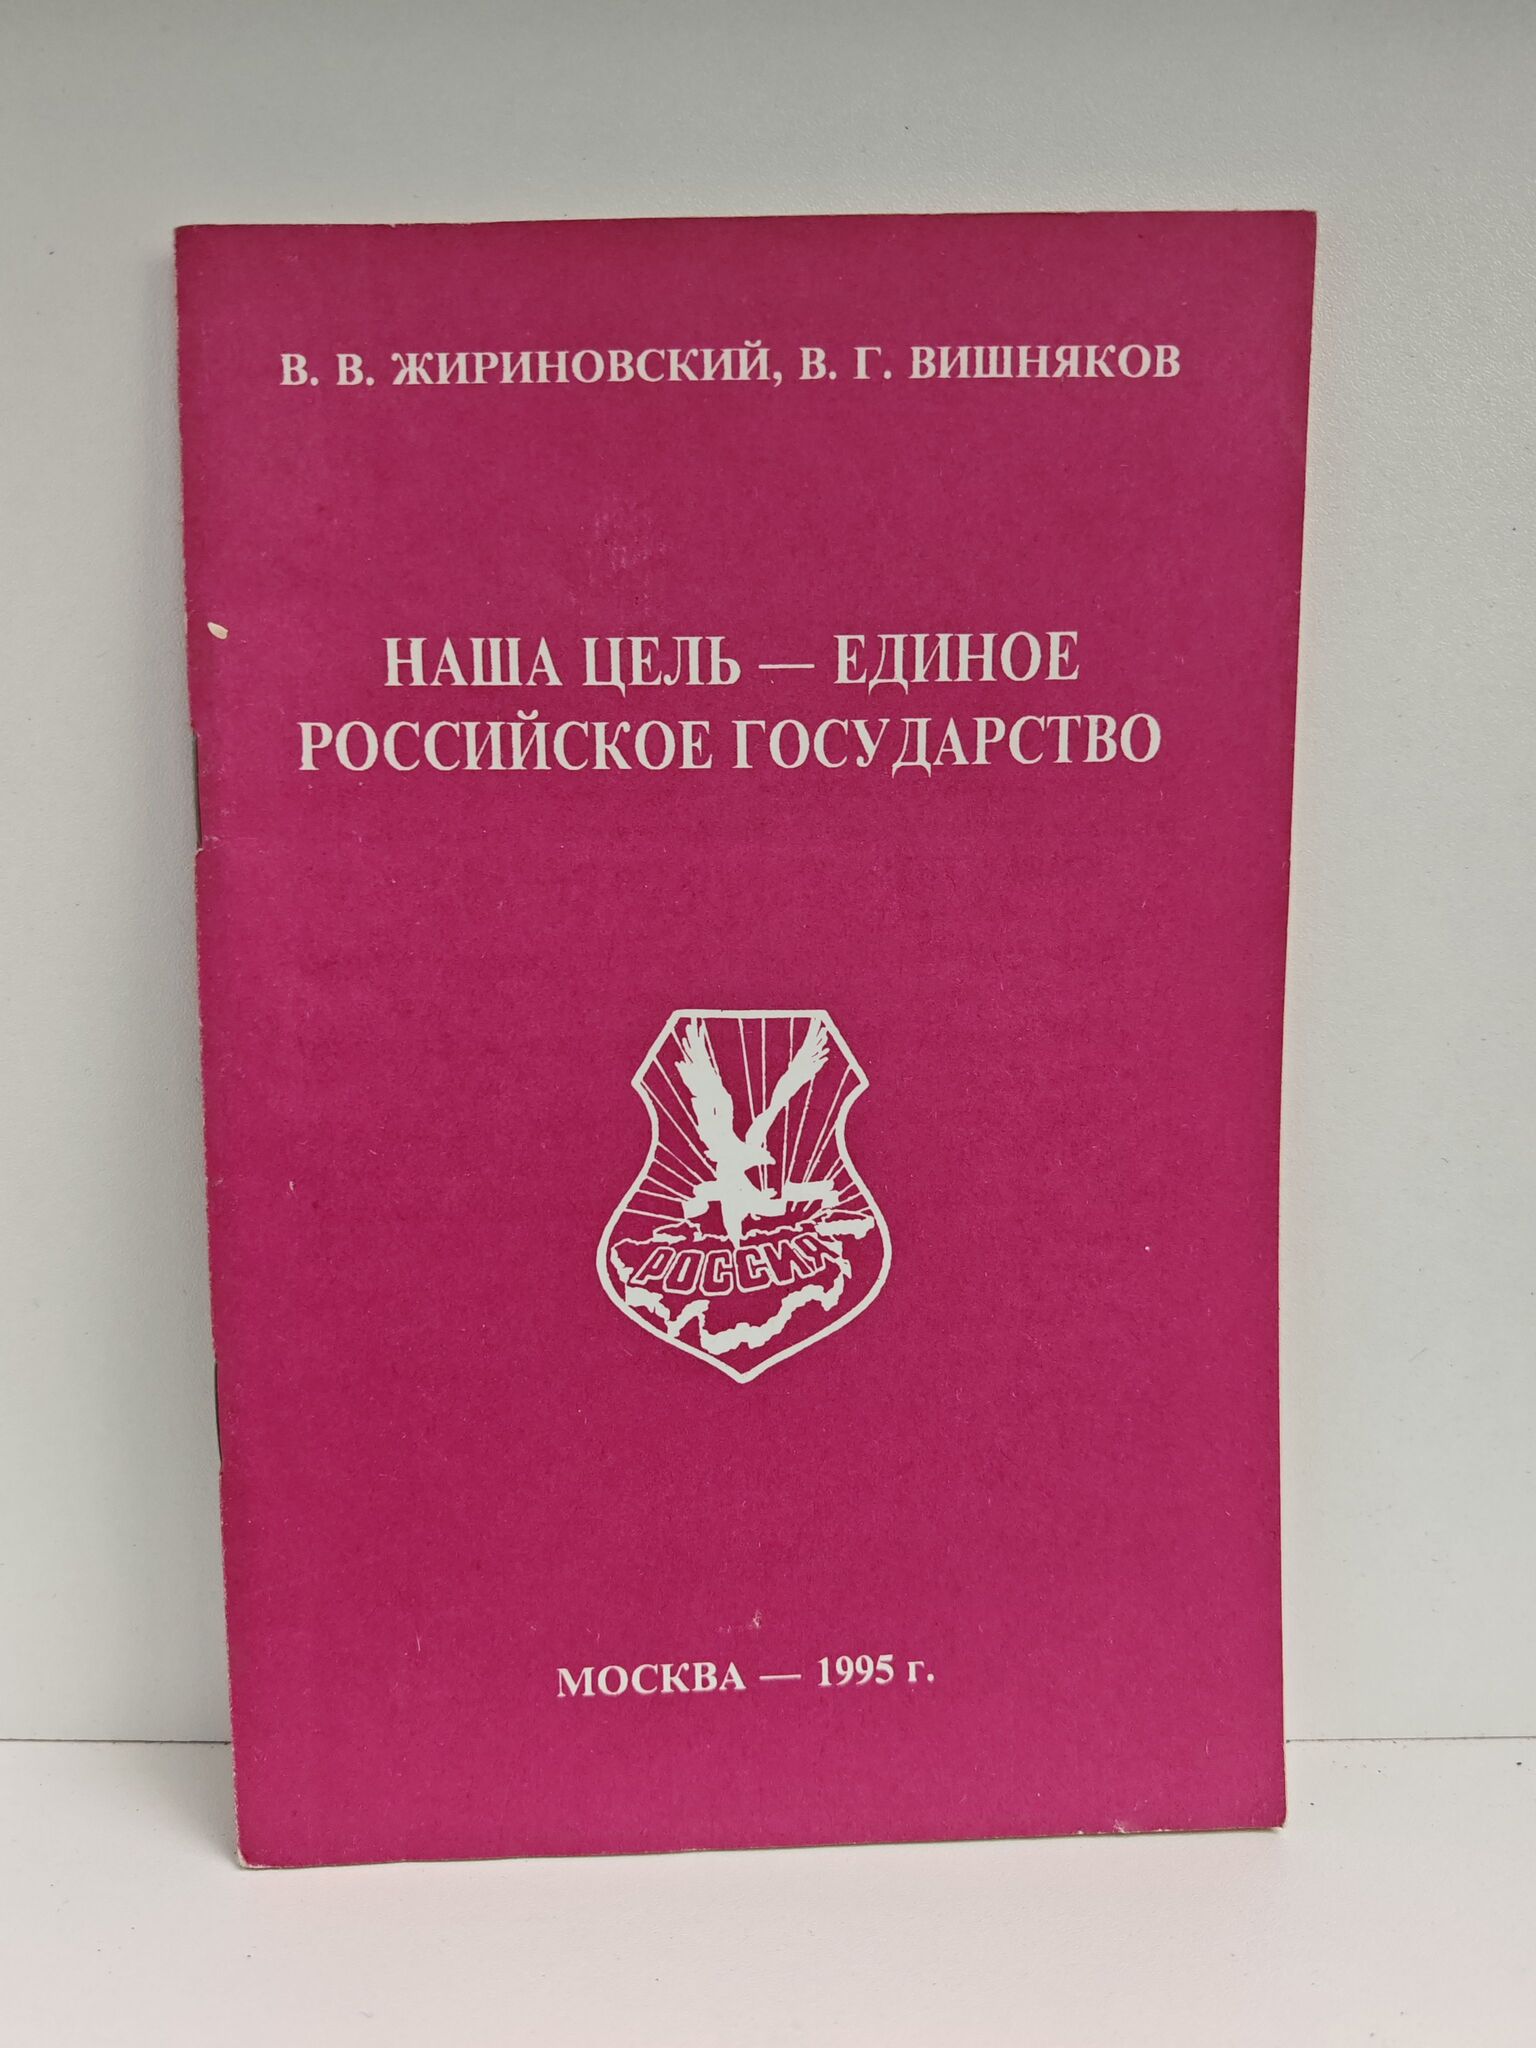 В. В. ЖИРИНОВСКИЙ, В. Г. ВИШНЯКОВ
НАША ЦЕЛЬ — ЕДИНОЕ
РОССИЙСКОЕ ГОСУДАРСТВО
РОССИЯ
МОСКВА — 1995 г.